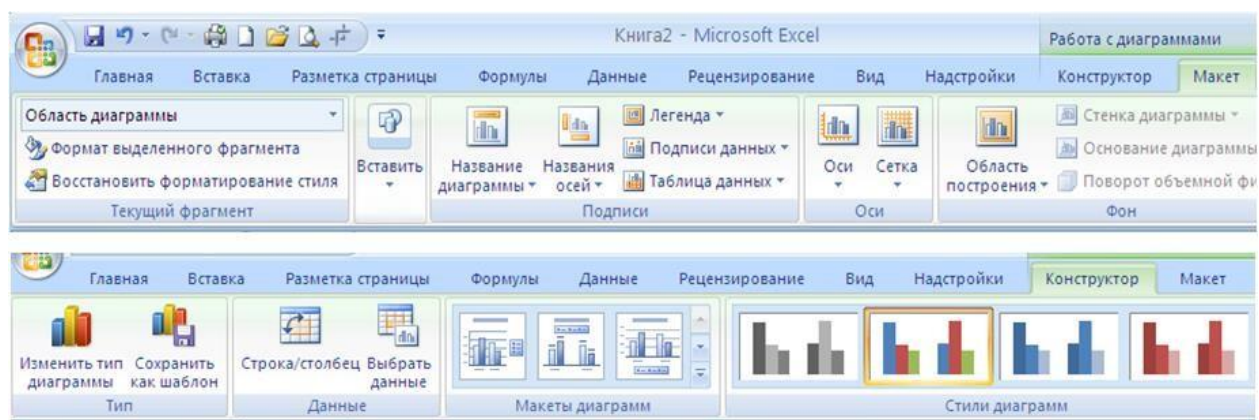 Книга2 - Microsoft Excel
Работа с диаграммами
Главная Вставка Разметка страницы Формулы Данные Рецензирование Вид Надстройки Конструктор Макет
Область диаграммы
Формат выделенного фрагмента
Восстановить форматирование стиля
Текущий фрагмент
Вставить
Название диаграммы
Названия осей
Легенда
Подписи данных
Таблица данных
Подписи
Оси
Сетка
Оси
Область построения
Стенка диаграммы
Основание диаграммы
Поворот объемной фи
Фон
Главная Вставка Разметка страницы Формулы Данные Рецензирование Вид Надстройки Конструктор Макет
Изменить тип диаграммы
Сохранить как шаблон
Тип
Строка/столбец
Выбрать данные
Данные
Макеты диаграмм
Стили диаграмм